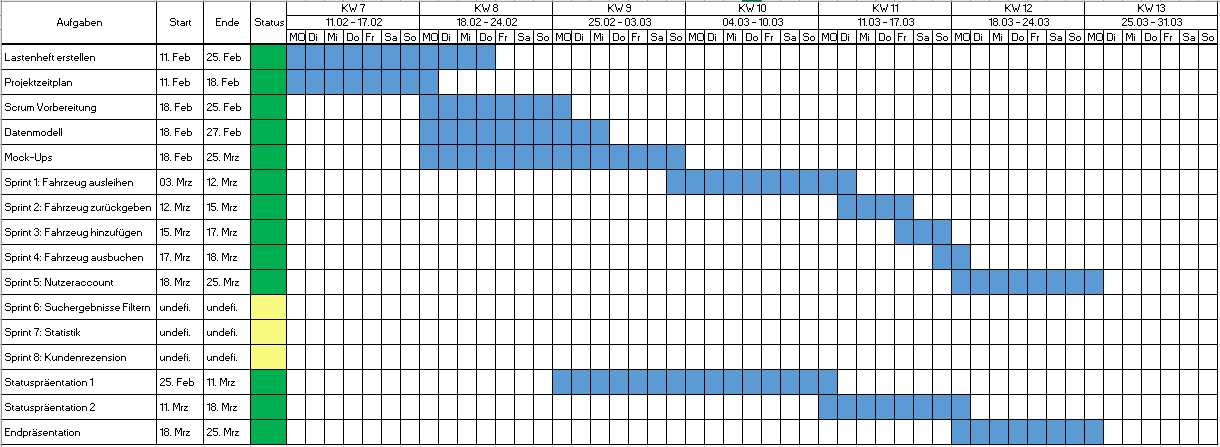 KW 7 KW 8 KW 9 KW 10 KW 11 KW 12 KW 13
Aufgaben Start Ende Status 11.02 - 17.02 18.02 - 24.02 25.02 - 03.03 04.03 - 10.03 11.03 - 17.03 18.03 - 24.03 25.03 - 31.03
MO Di Mi Do Fr Sa So MO Di Mi Do Fr Sa So MO Di Mi Do Fr Sa So MO Di Mi Do Fr Sa So MO Di Mi Do Fr Sa So MO Di Mi Do Fr Sa So MO Di Mi Do Fr Sa So
Lastenheft erstellen 11. Feb 25. Feb
Projektzeitplan 11. Feb 18. Feb
Scrum Vorbereitung 18. Feb 25. Feb
Datenmodell 18. Feb 27. Feb
Mock-Ups 18. Feb 25. Mrz
Sprint 1: Fahrzeug ausleihen 03. Mrz 12. Mrz
Sprint 2: Fahrzeug zurückgeben 12. Mrz 15. Mrz
Sprint 3: Fahrzeug hinzufügen 15. Mrz 17. Mrz
Sprint 4: Fahrzeug ausbuchen 17. Mrz 18. Mrz
Sprint 5: Nutzeraccount 18. Mrz 25. Mrz
Sprint 6: Suchergebnisse Filtern undefi. undefi.
Sprint 7: Statistik undefi. undefi.
Sprint 8: Kundenrezension undefi. undefi.
Statuspräentation 1 25. Feb 11. Mrz
Statuspräentation 2 11. Mrz 18. Mrz
Endpräsentation 18. Mrz 25. Mrz